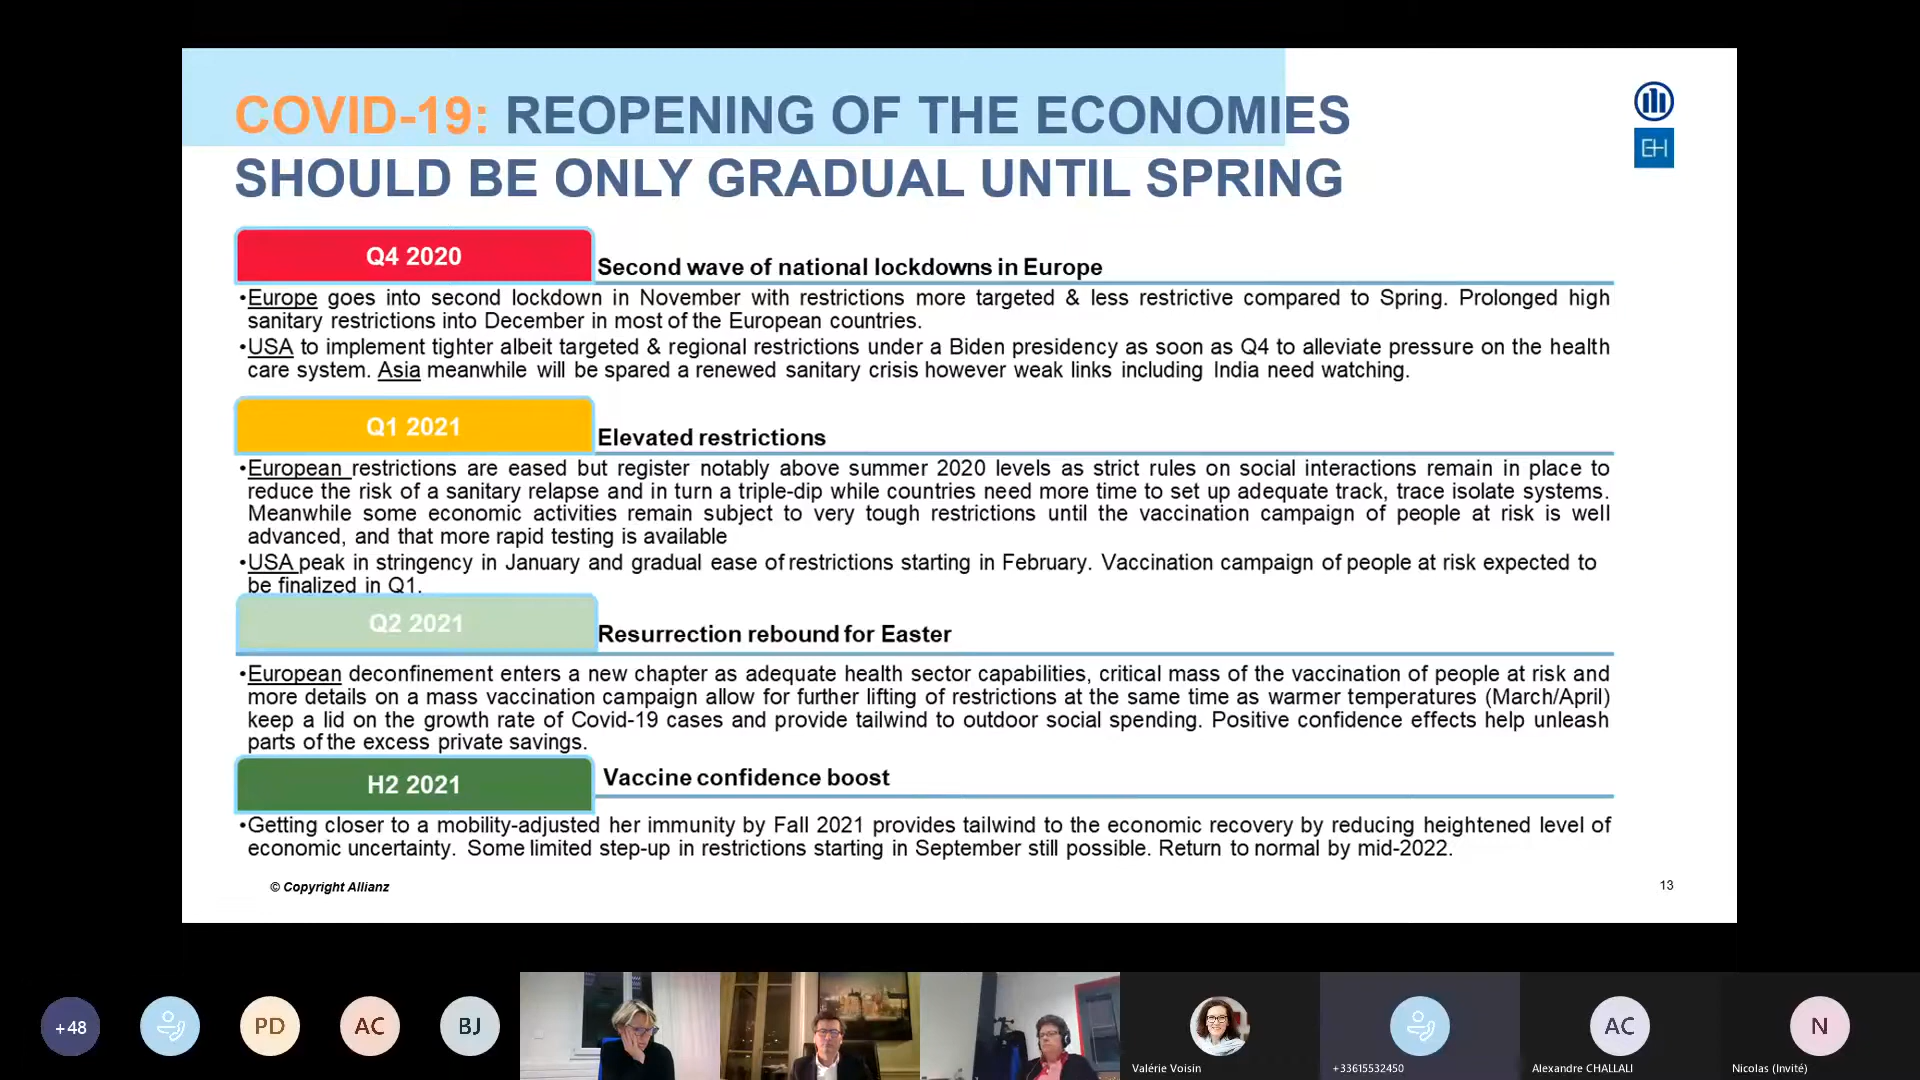 COVID-19: REOPENING OF THE ECONOMIES
SHOULD BE ONLY GRADUAL UNTIL SPRING
EH
Q4 2020
Second wave of national lockdowns in Europe
•Europe goes into second lockdown in November with restrictions more targeted & less restrictive compared to Spring. Prolonged high
sanitary restrictions into December in most of the European countries.
•USA to implement tighter albeit targeted & regional restrictions under a Biden presidency as soon as Q4 to alleviate pressure on the health
care system. Asia meanwhile will be spared a renewed sanitary crisis however weak links including India need watching.
Q1 2021
Elevated restrictions
•European restrictions are eased but register notably above summer 2020 levels as strict rules on social interactions remain in place to
reduce the risk of a sanitary relapse and in turn a triple-dip while countries need more time to set up adequate track, trace isolate systems.
Meanwhile some economic activities remain subject to very tough restrictions until the vaccination campaign of people at risk is well
advanced, and that more rapid testing is available
•USA peak in stringency in January and gradual ease of restrictions starting in February. Vaccination campaign of people at risk expected to
be finalized in Q1.
Q2 2021
Resurrection rebound for Easter
•European deconfinement enters a new chapter as adequate health sector capabilities, critical mass of the vaccination of people at risk and
more details on a mass vaccination campaign allow for further lifting of restrictions at the same time as warmer temperatures (March/April)
keep a lid on the growth rate of Covid-19 cases and provide tailwind to outdoor social spending. Positive confidence effects help unleash
parts of the excess private savings.
H2 2021
Vaccine confidence boost
•Getting closer to a mobility-adjusted her immunity by Fall 2021 provides tailwind to the economic recovery by reducing heightened level of
economic uncertainty. Some limited step-up in restrictions starting in September still possible. Return to normal by mid-2022.
© Copyright Allianz
13
+48
PD
AC
BJ
Valérie Voisin
+33615532450
AC
Alexandre CHALLALI
N
Nicolas (Invité)